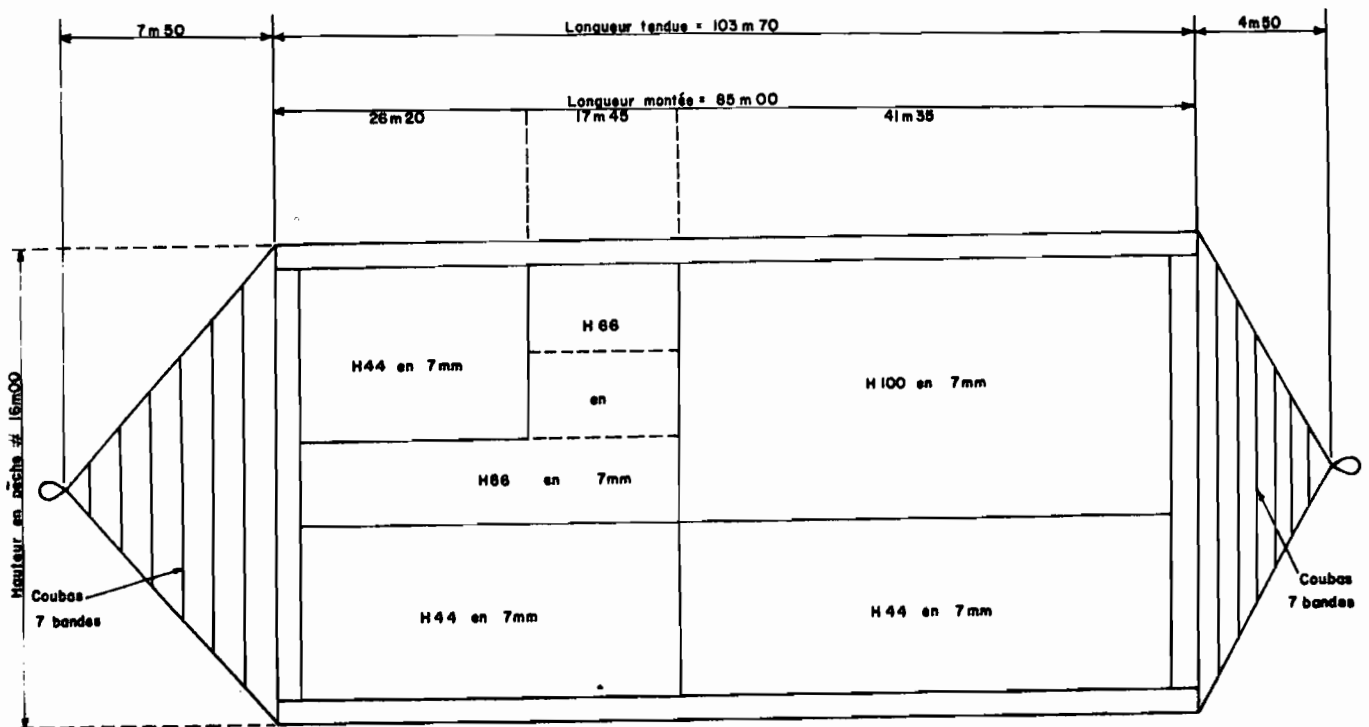 7m50
Longueur tendue = 103 m 70
4m50
Longueur montée = 85 m 00
26m20
17m45
41m35
Hauteur en pêche # 16m00
H66
H44 en 7mm
H100 en 7mm
en
H66 en 7mm
Coubas
7 bandes
H44 en 7mm
H44 en 7mm
Coubas
7 bandes